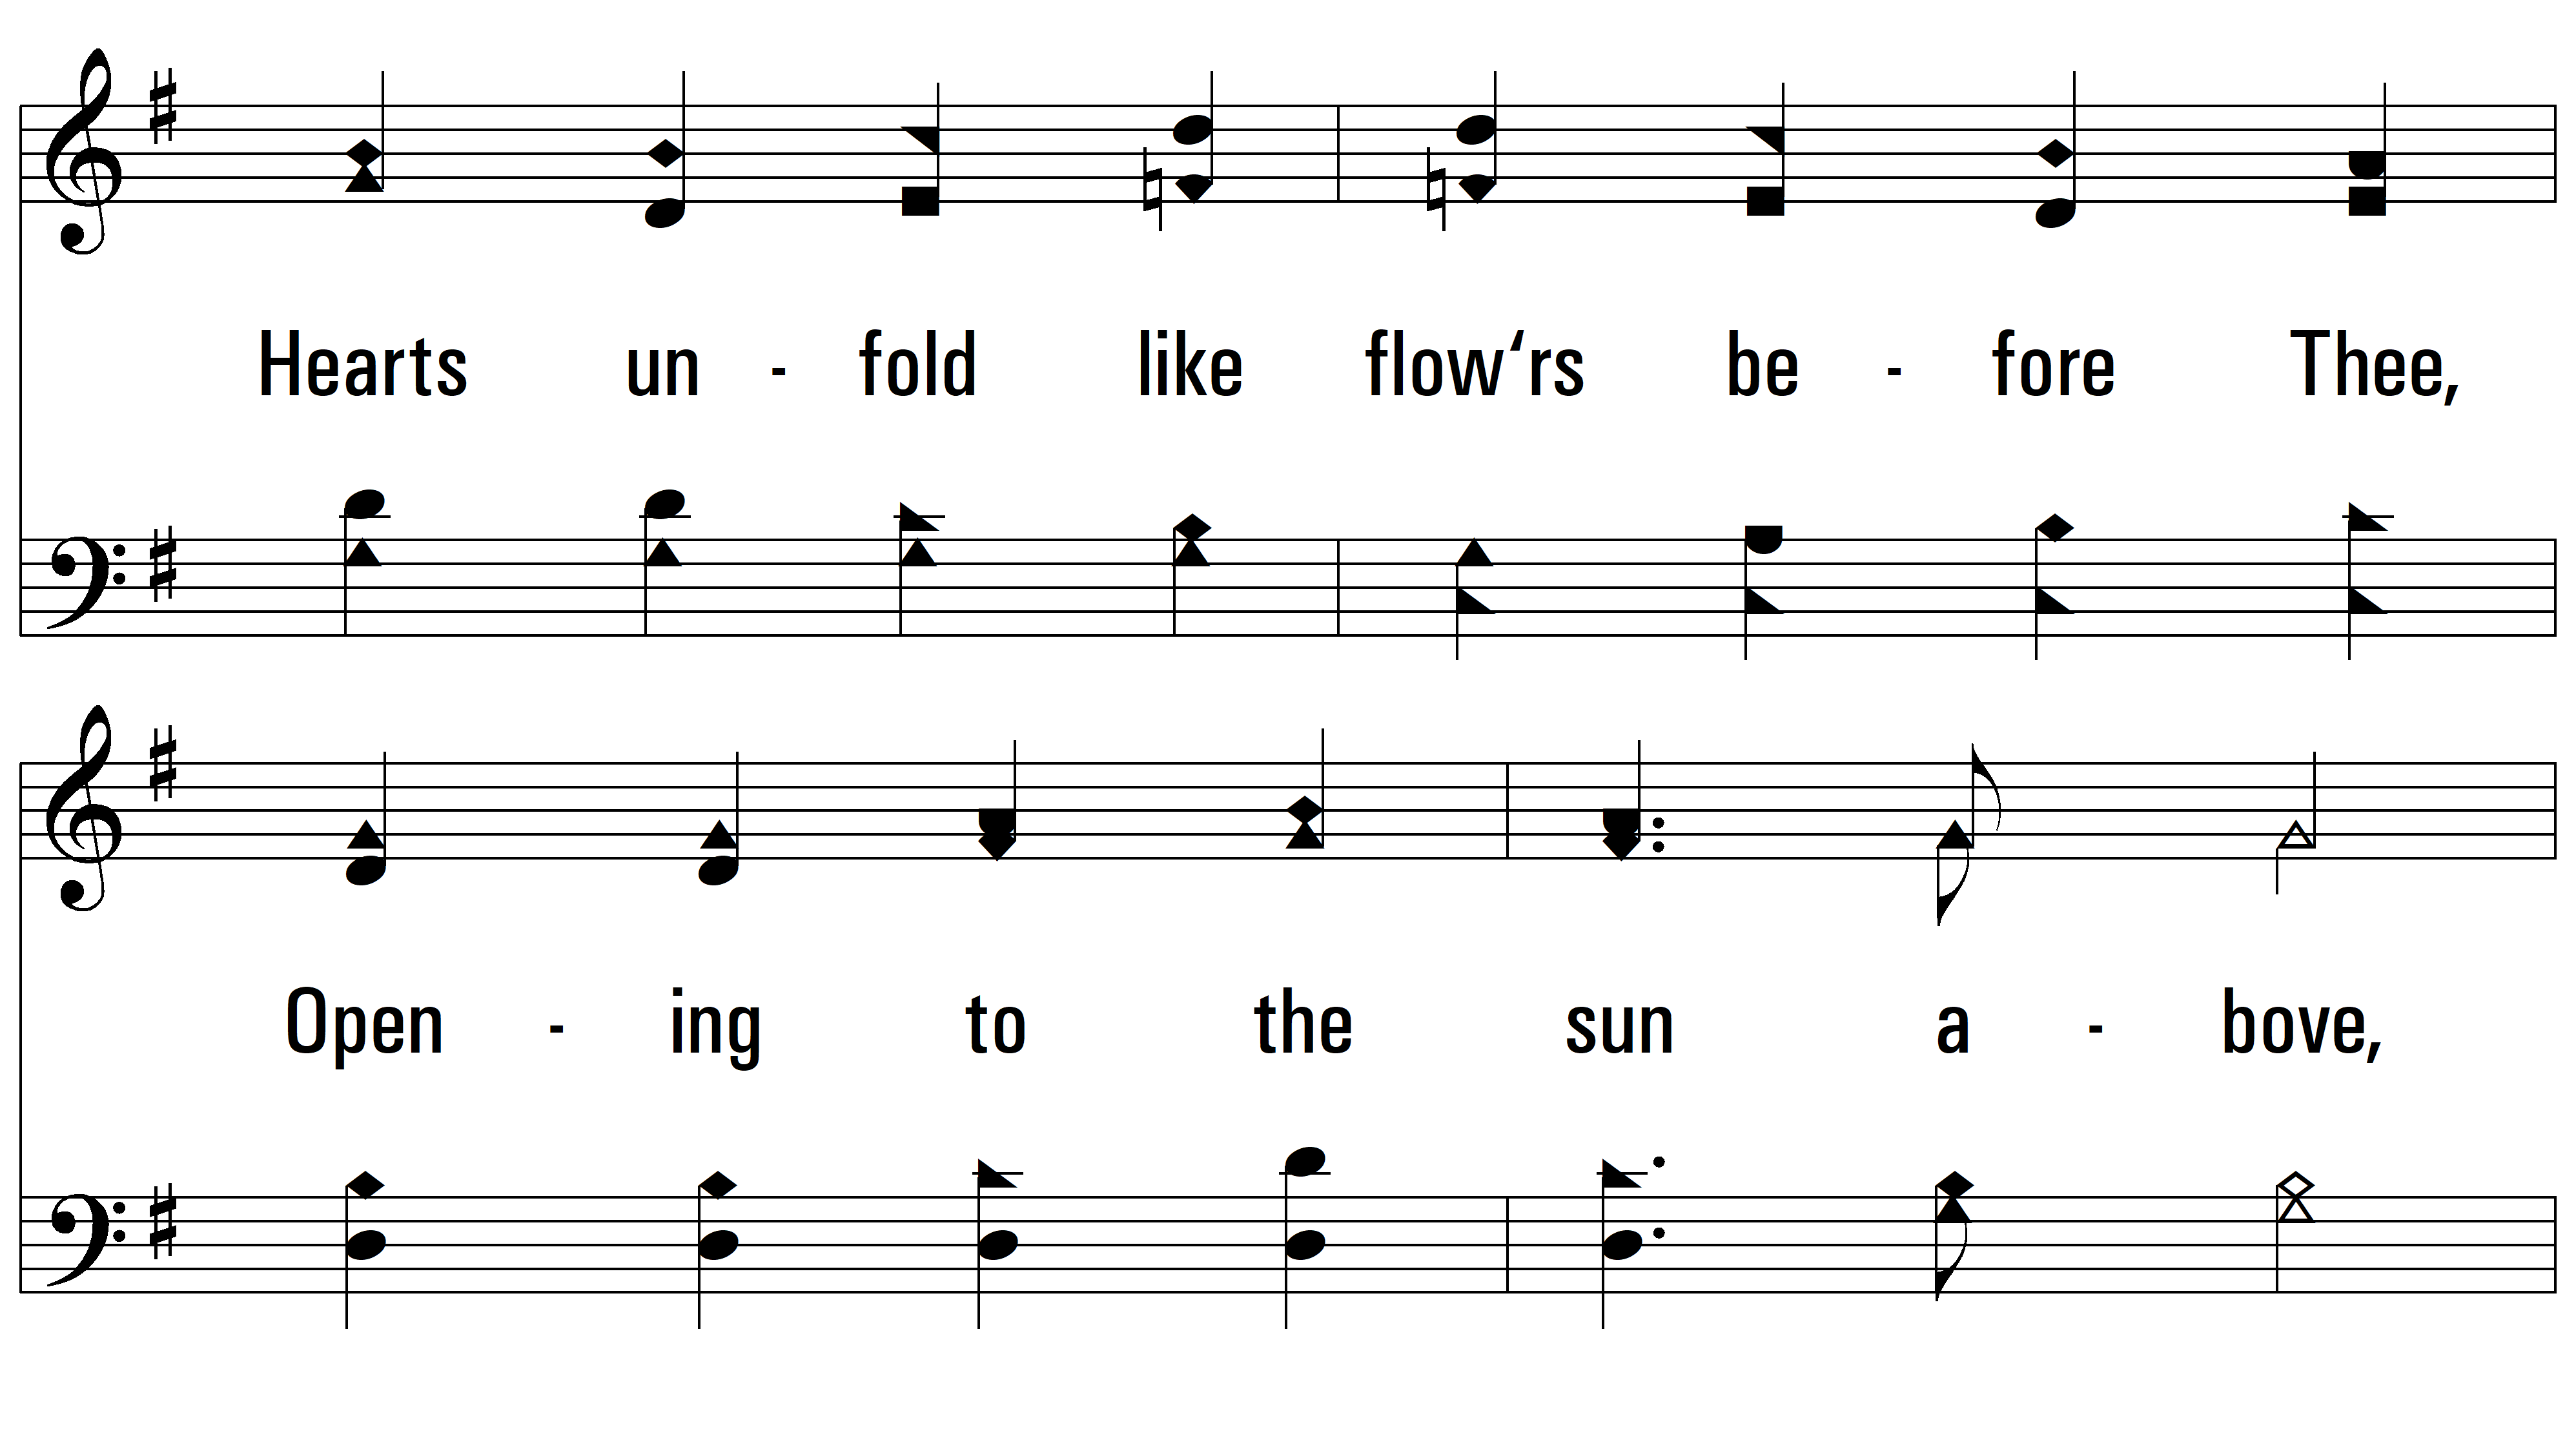 Hearts un - fold like flow‘rs be - fore Thee,
Open - ing to the sun a - bove,